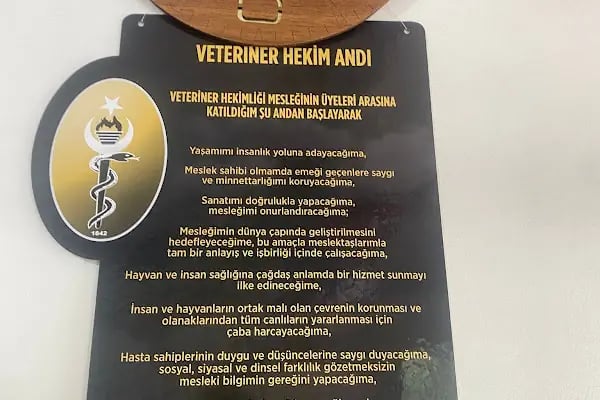 VETERINER HEKİM ANDI
VETERİNER HEKİMLİĞİ MESLEĞİNİN ÜYELERİ ARASINA
KATILDIĞIM ŞU ANDAN BAŞLAYARAK
Yaşamımı insanlık yoluna adayacağıma,
Meslek sahibi olmamda emeği geçenlere saygı
ve minnettarlığımı koruyacağıma,
Sanatımı doğrulukla yapacağıma,
mesleğimi onurlandıracağıma;
Mesleğimin dünya çapında geliştirilmesini
hedefleyeceğime, bu amaçla meslektaşlarımla
tam bir anlayış ve işbirliği içinde çalışacağıma,
Hayvan ve insan sağlığına çağdaş anlamda bir hizmet sunmayı
ilke edineceğime,
İnsan ve hayvanların ortak malı olan çevrenin korunması ve
olanaklarından tüm canlıların yararlanması için
çaba harcayacağıma,
Hasta sahiplerinin duygu ve düşüncelerine saygı duyacağıma,
sosyal, siyasal ve dinsel farklılık gözetmeksizin
mesleki bilgimin gereğini yapacağıma,
1842